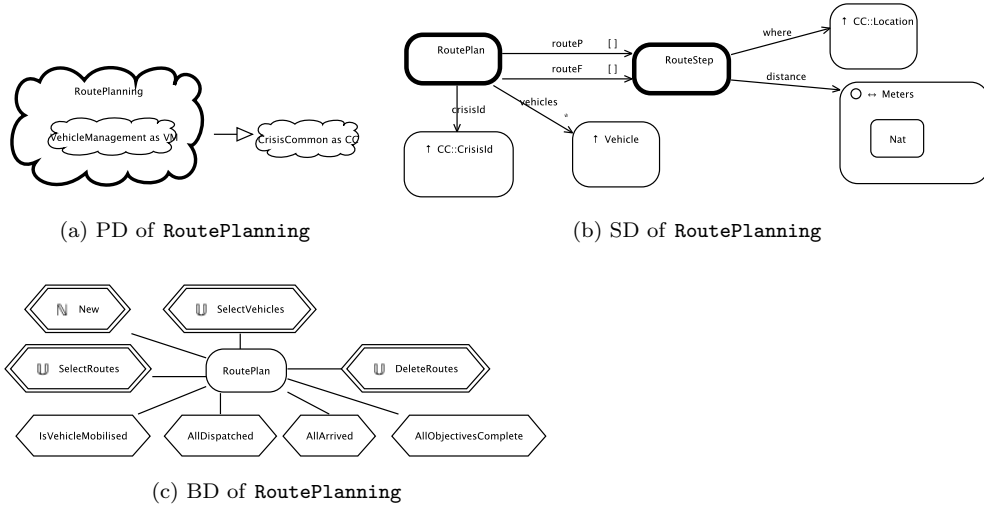 RoutePlanning
VehicleManagement as VM
CrisisCommon as CC
(a) PD of RoutePlanning
RoutePlan
routeP [ ]
routeF [ ]
RouteStep
where
distance
↑ CC::Location
↔ Meters
Nat
crisisId
vehicles
*
↑ CC::CrisisId
↑ Vehicle
(b) SD of RoutePlanning
ℕ New
𝕌 SelectVehicles
𝕌 SelectRoutes
RoutePlan
𝕌 DeleteRoutes
IsVehicleMobilised
AllDispatched
AllArrived
AllObjectivesComplete
(c) BD of RoutePlanning